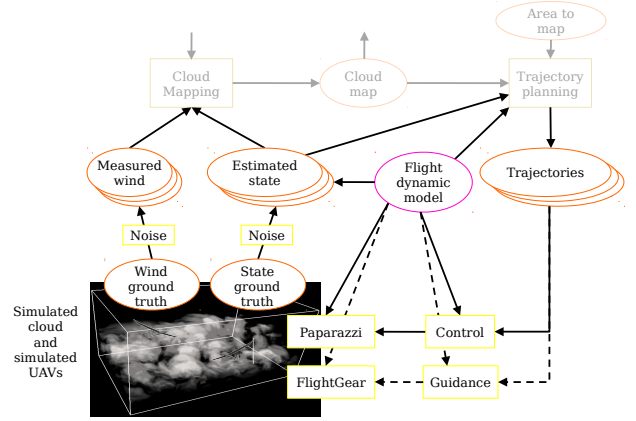 Area to
map
Cloud
Mapping
Cloud
map
Trajectory
planning
Measured
wind
Estimated
state
Flight
dynamic
model
Trajectories
Noise
Noise
Wind
ground
truth
State
ground
truth
Simulated
cloud
and
simulated
UAVs
Paparazzi
Control
FlightGear
Guidance